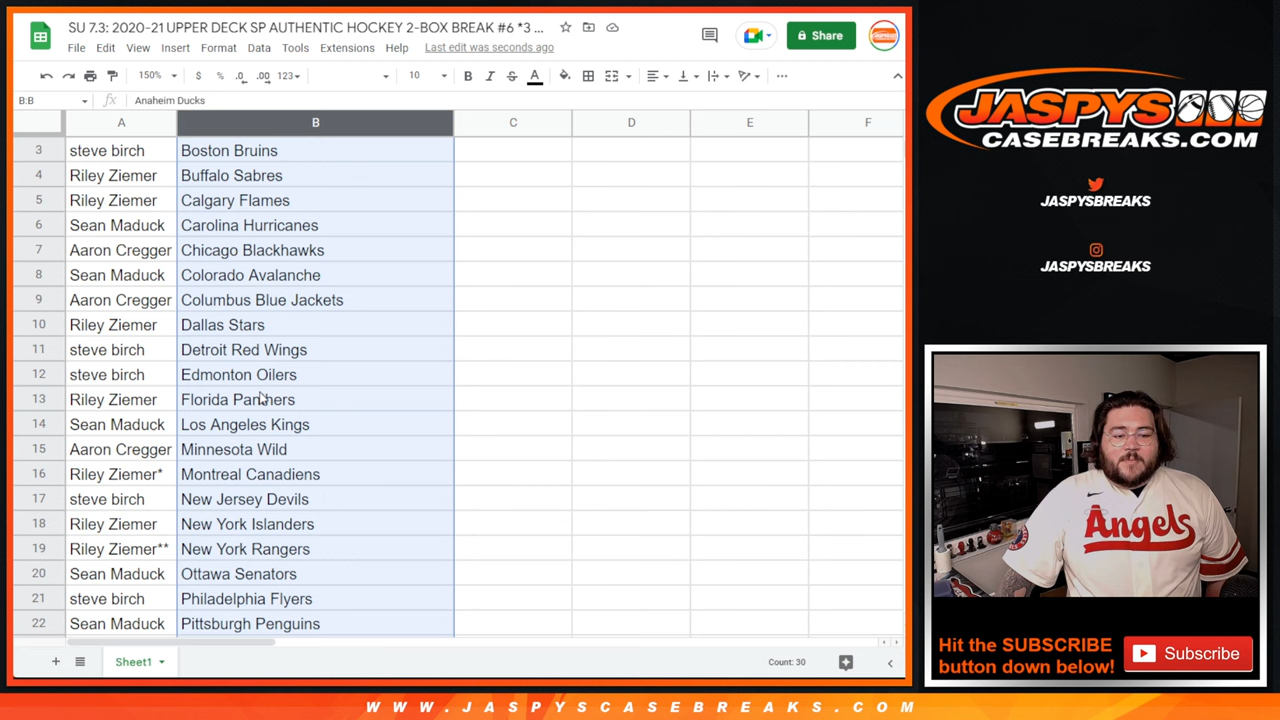 SU 7.3: 2020-21 UPPER DECK SP AUTHENTIC HOCKEY 2-BOX BREAK #6 *3 ...
File Edit View Insert Format Data Tools Extensions Help Last edit was seconds ago
Share
150% $ % .0 .00 123 10 B I S A
B:B fx Anaheim Ducks
A B C D E F
3 steve birch Boston Bruins
4 Riley Ziemer Buffalo Sabres
5 Riley Ziemer Calgary Flames
6 Sean Maduck Carolina Hurricanes
7 Aaron Cregger Chicago Blackhawks
8 Sean Maduck Colorado Avalanche
9 Aaron Cregger Columbus Blue Jackets
10 Riley Ziemer Dallas Stars
11 steve birch Detroit Red Wings
12 steve birch Edmonton Oilers
13 Riley Ziemer Florida Panthers
14 Sean Maduck Los Angeles Kings
15 Aaron Cregger Minnesota Wild
16 Riley Ziemer* Montreal Canadiens
17 steve birch New Jersey Devils
18 Riley Ziemer New York Islanders
19 Riley Ziemer** New York Rangers
20 Sean Maduck Ottawa Senators
21 steve birch Philadelphia Flyers
22 Sean Maduck Pittsburgh Penguins
Sheet1 Count: 30
JASPYS
CASEBREAKS.COM
JASPYSBREAKS
JASPYSBREAKS
Angels
Hit the SUBSCRIBE
button down below!
Subscribe
WWW.JASPYSCASEBREAKS.COM